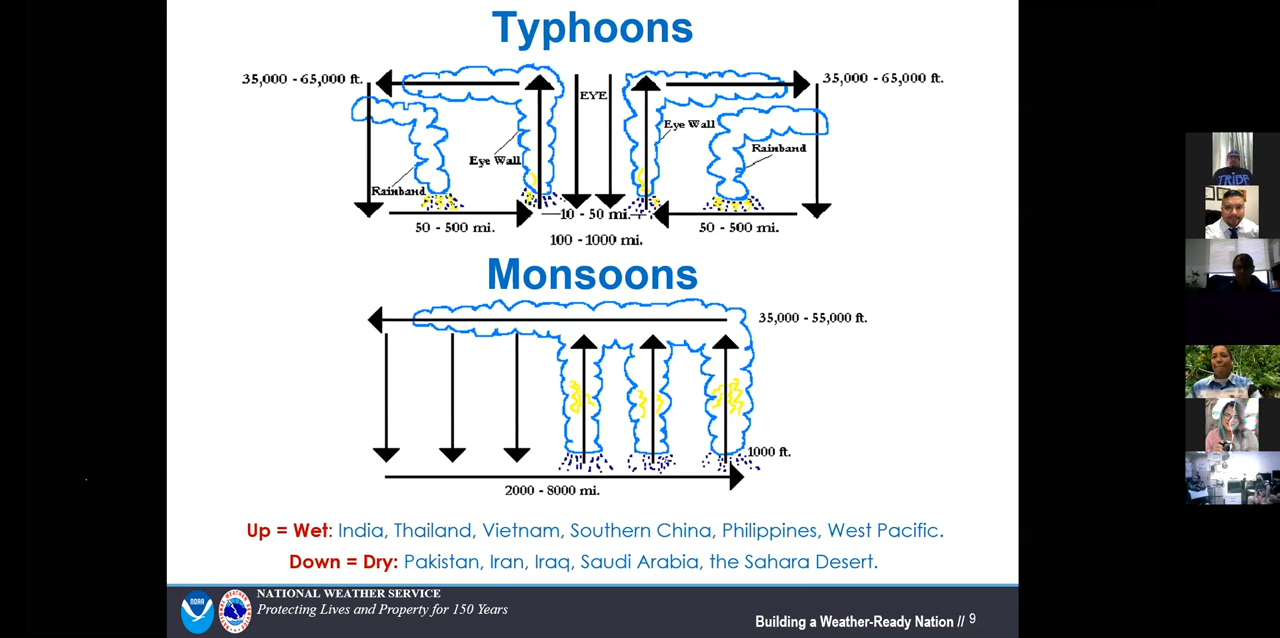 Typhoons
35,000 - 65,000 ft.
EYE
35,000 - 65,000 ft.
Eye Wall
Eye Wall
Rainband
Rainband
10 - 50 mi.
50 - 500 mi.
100 - 1000 mi.
50 - 500 mi.
Monsoons
35,000 - 55,000 ft.
1000 ft.
2000 - 8000 mi.
Up = Wet: India, Thailand, Vietnam, Southern China, Philippines, West Pacific.
Down = Dry: Pakistan, Iran, Iraq, Saudi Arabia, the Sahara Desert.
NOAA
NATIONAL WEATHER SERVICE
Protecting Lives and Property for 150 Years
Building a Weather-Ready Nation // 9
TRIBE